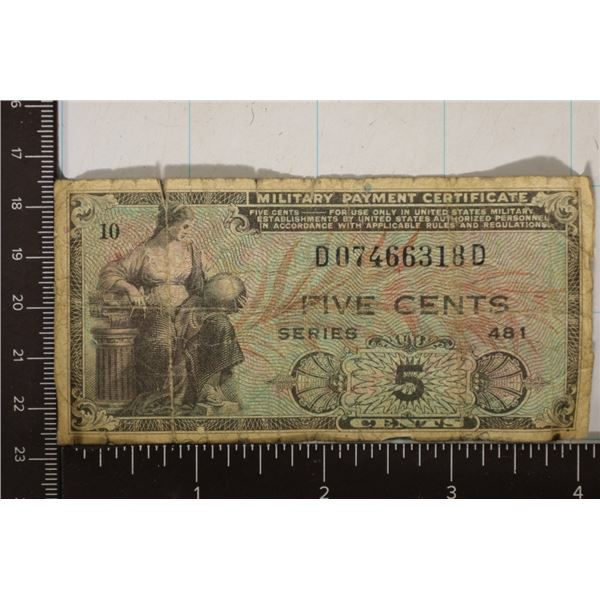 MILITARY PAYMENT CERTIFICATE
FIVE CENTS — FOR USE ONLY IN UNITED STATES MILITARY
ESTABLISHMENTS BY UNITED STATES AUTHORIZED PERSONNEL
IN ACCORDANCE WITH APPLICABLE RULES AND REGULATIONS.
10
D07466318D
FIVE CENTS
SERIES 481
5
CENTS
16
17
18
19
20
21
22
23
1 2 3 4